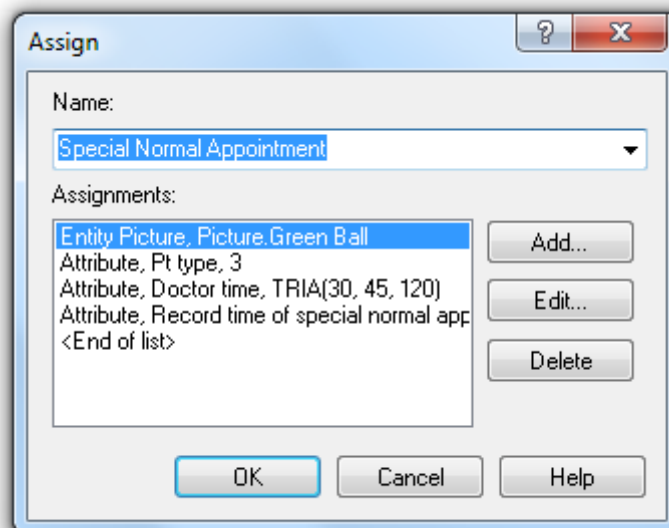 Assign
?
X
Name:
Special Normal Appointment
Assignments:
Entity Picture, Picture.Green Ball
Attribute, Pt type, 3
Attribute, Doctor time, TRIA(30, 45, 120)
Attribute, Record time of special normal app
<End of list>
Add...
Edit...
Delete
OK
Cancel
Help